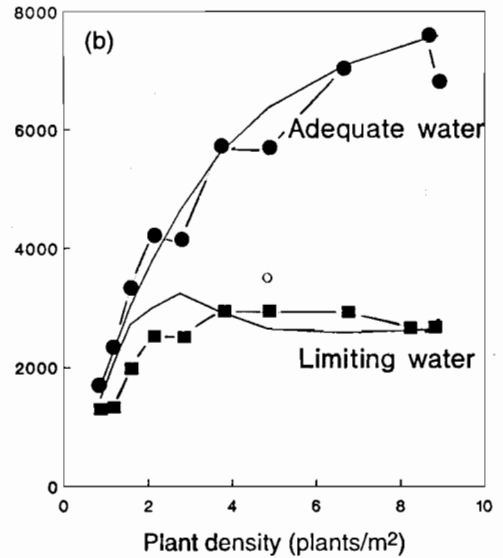 8000
(b)
6000
Adequate water
4000
2000
Limiting water
0
0 2 4 6 8 10
Plant density (plants/m²)